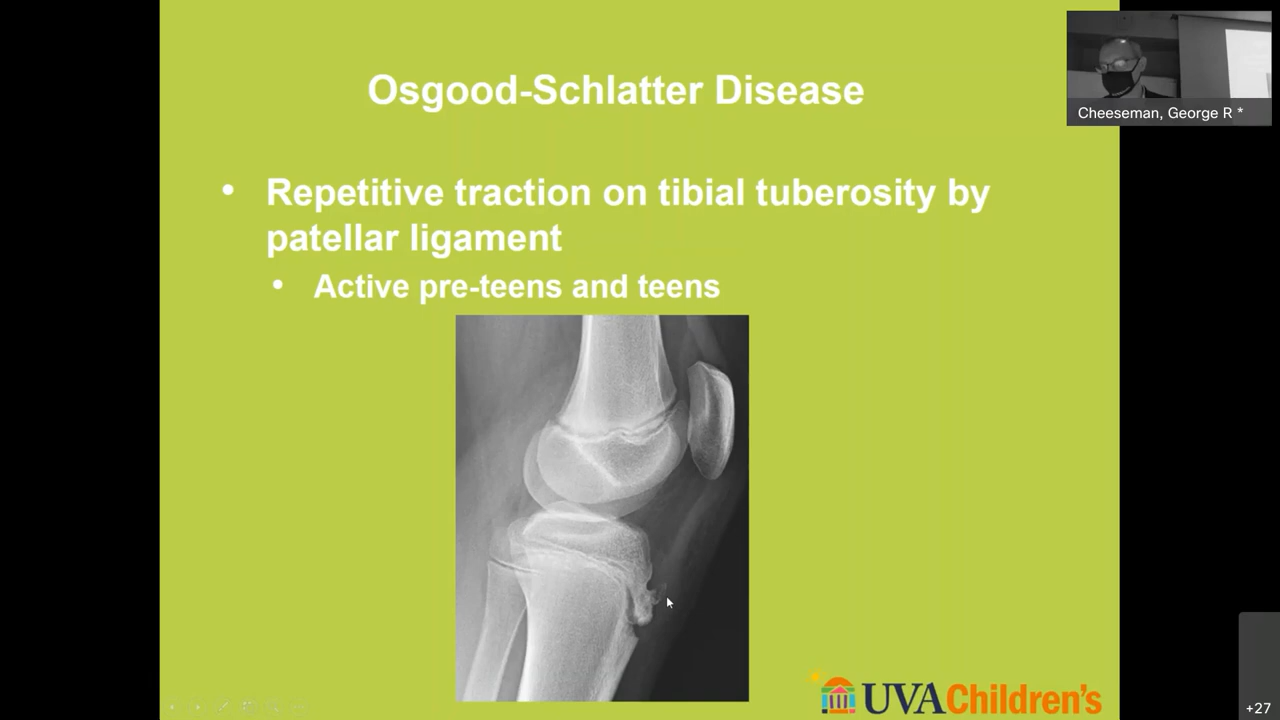 Osgood-Schlatter Disease
Cheeseman, George R *
• Repetitive traction on tibial tuberosity by
patellar ligament
• Active pre-teens and teens
UVA Children's
+27